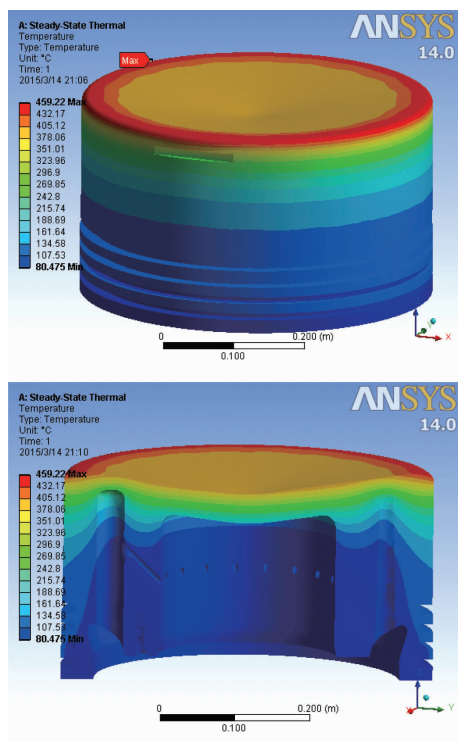 A: Steady-State Thermal
Temperature
Type: Temperature
Unit: °C
Time: 1
2015/3/14 21:06
459.22 Max
432.17
405.12
378.06
351.01
323.96
296.9
269.85
242.8
215.74
188.69
161.64
134.58
107.53
80.475 Min
Max
ANSYS
14.0
0
0.200 (m)
0.100
Y
X
A: Steady-State Thermal
Temperature
Type: Temperature
Unit: °C
Time: 1
2015/3/14 21:10
459.22 Max
432.17
405.12
378.06
351.01
323.96
296.9
269.85
242.8
215.74
188.69
161.64
134.58
107.53
80.475 Min
ANSYS
14.0
0
0.200 (m)
0.100
X
Y